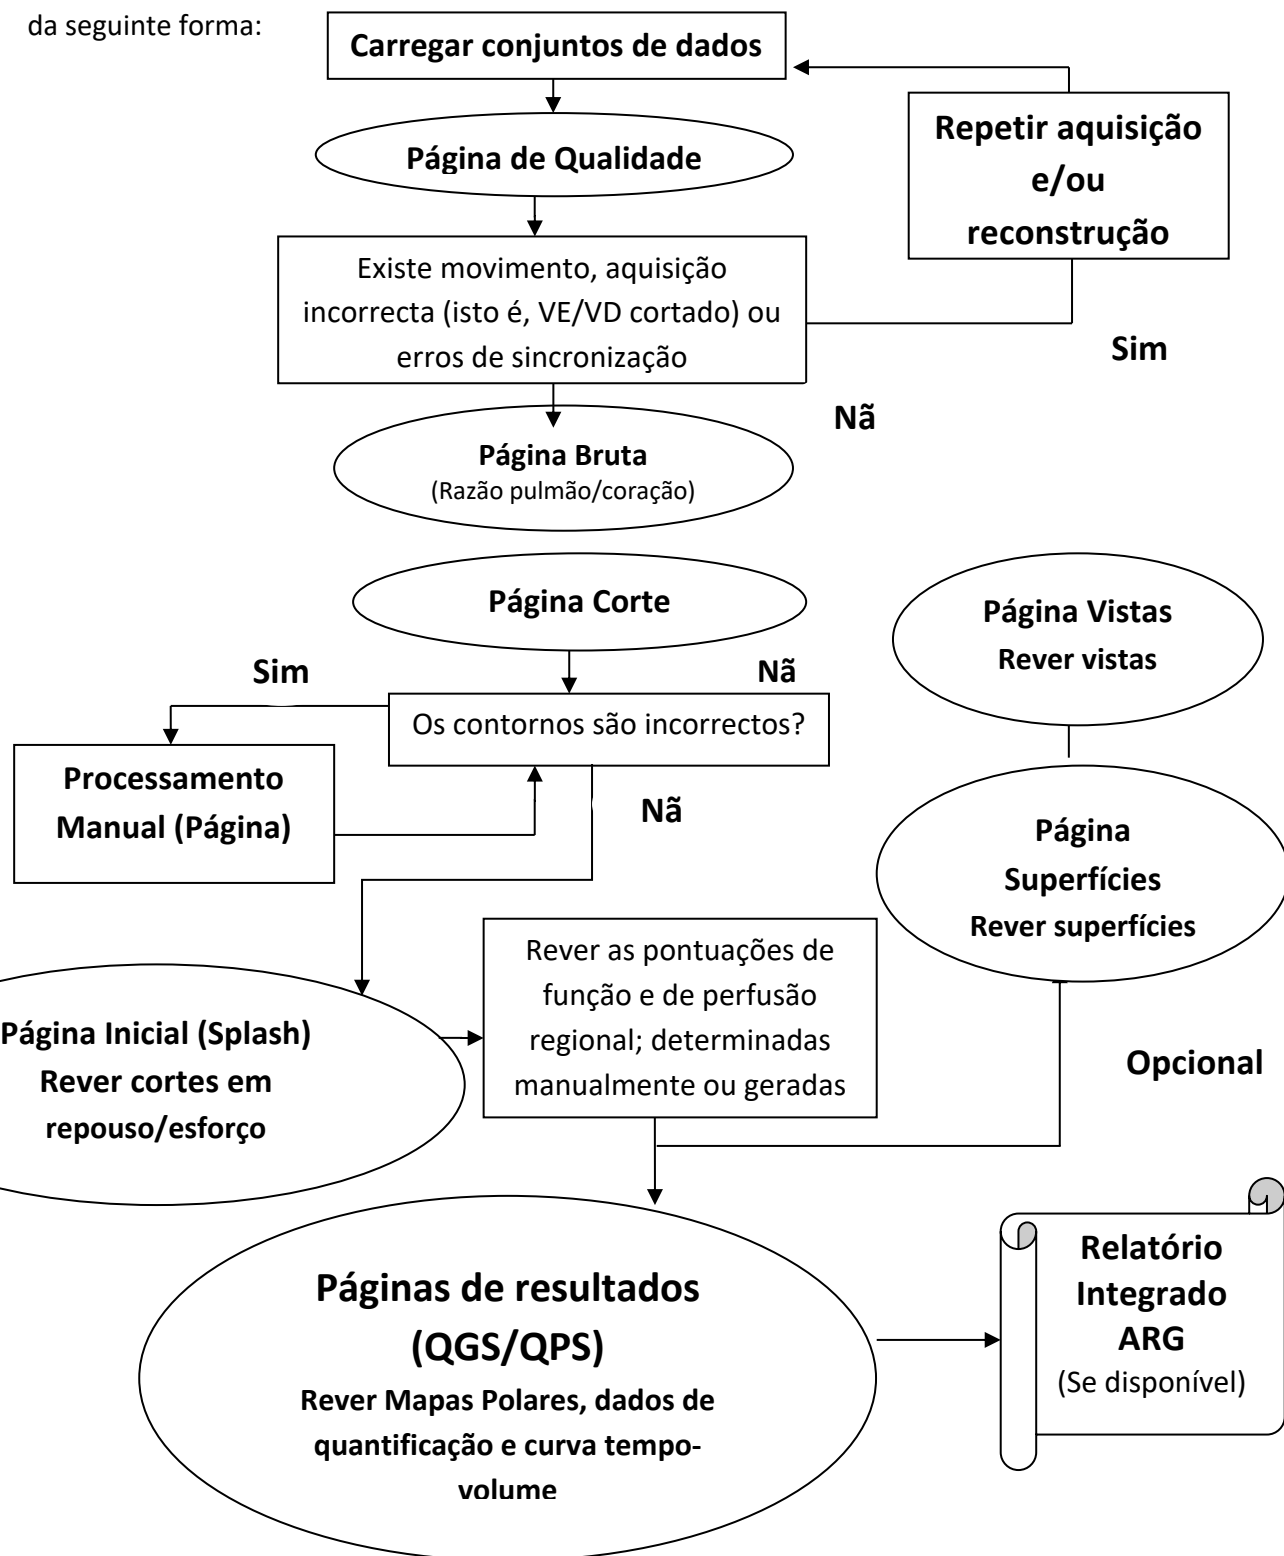 da seguinte forma:
Carregar conjuntos de dados
Repetir aquisição
e/ou
reconstrução
Página de Qualidade
Existe movimento, aquisição
incorrecta (isto é, VE/VD cortado) ou
erros de sincronização
Sim
Nã
Página Bruta
(Razão pulmão/coração)
Página Corte
Página Vistas
Rever vistas
Sim
Nã
Os contornos são incorrectos?
Processamento
Manual (Página)
Nã
Página
Superfícies
Rever superfícies
Rever as pontuações de
função e de perfusão
regional; determinadas
manualmente ou geradas
Página Inicial (Splash)
Rever cortes em
repouso/esforço
Opcional
Páginas de resultados
(QGS/QPS)
Rever Mapas Polares, dados de
quantificação e curva tempo-
volume
Relatório
Integrado
ARG
(Se disponível)